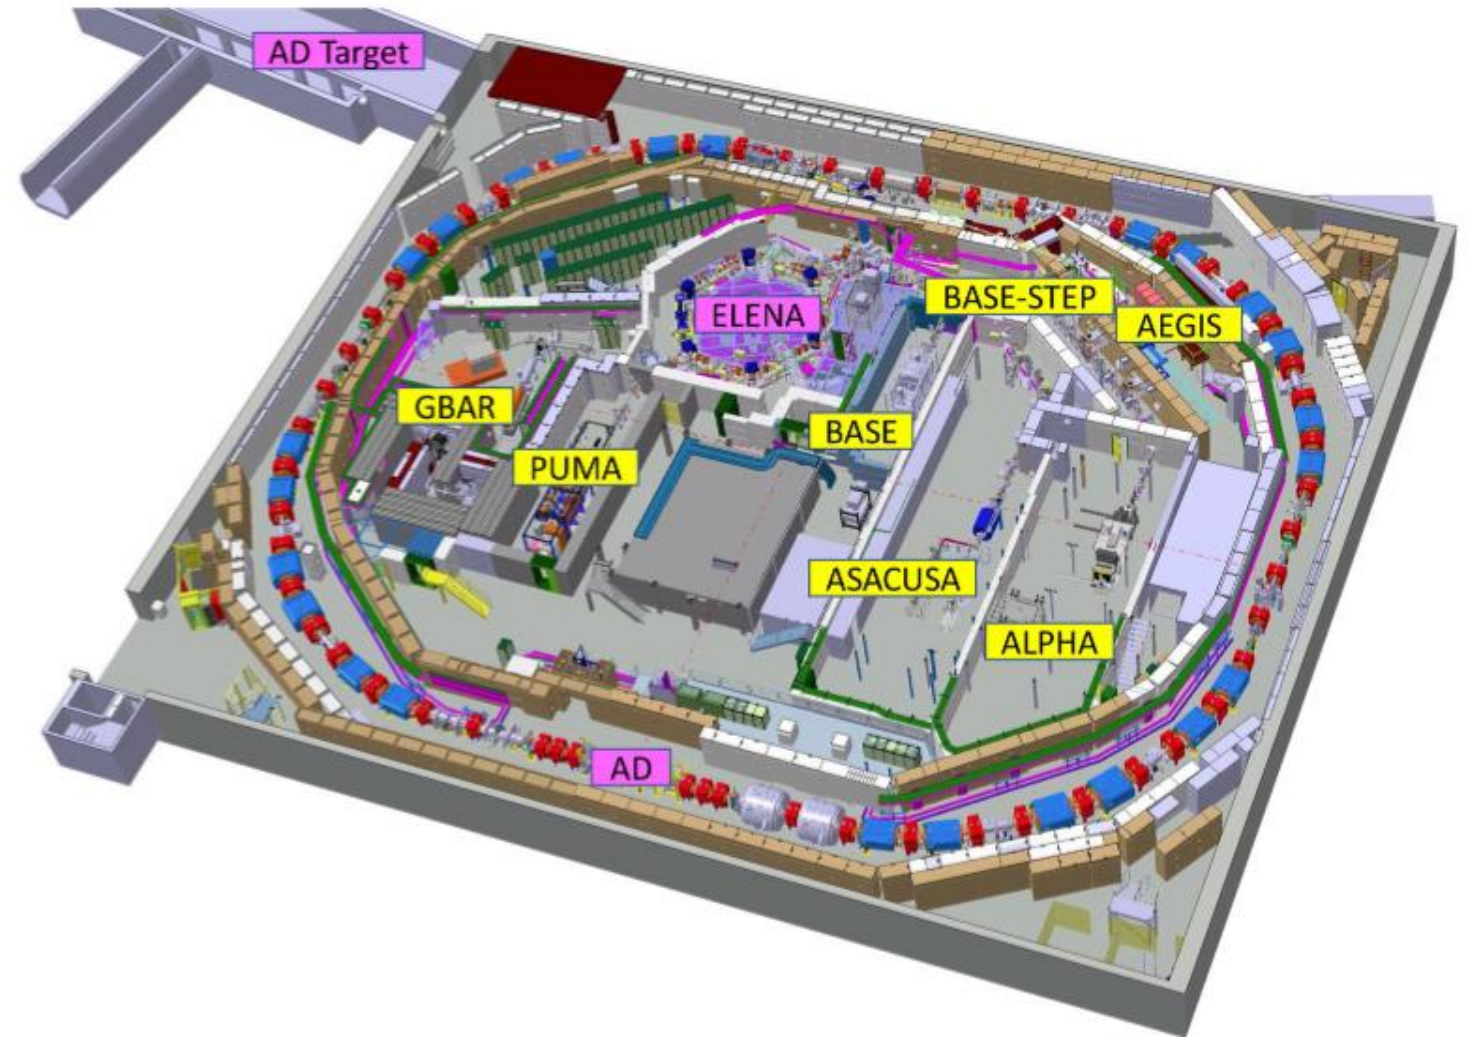 AD Target
ELENA
BASE-STEP
AEGIS
GBAR
BASE
PUMA
ASACUSA
ALPHA
AD